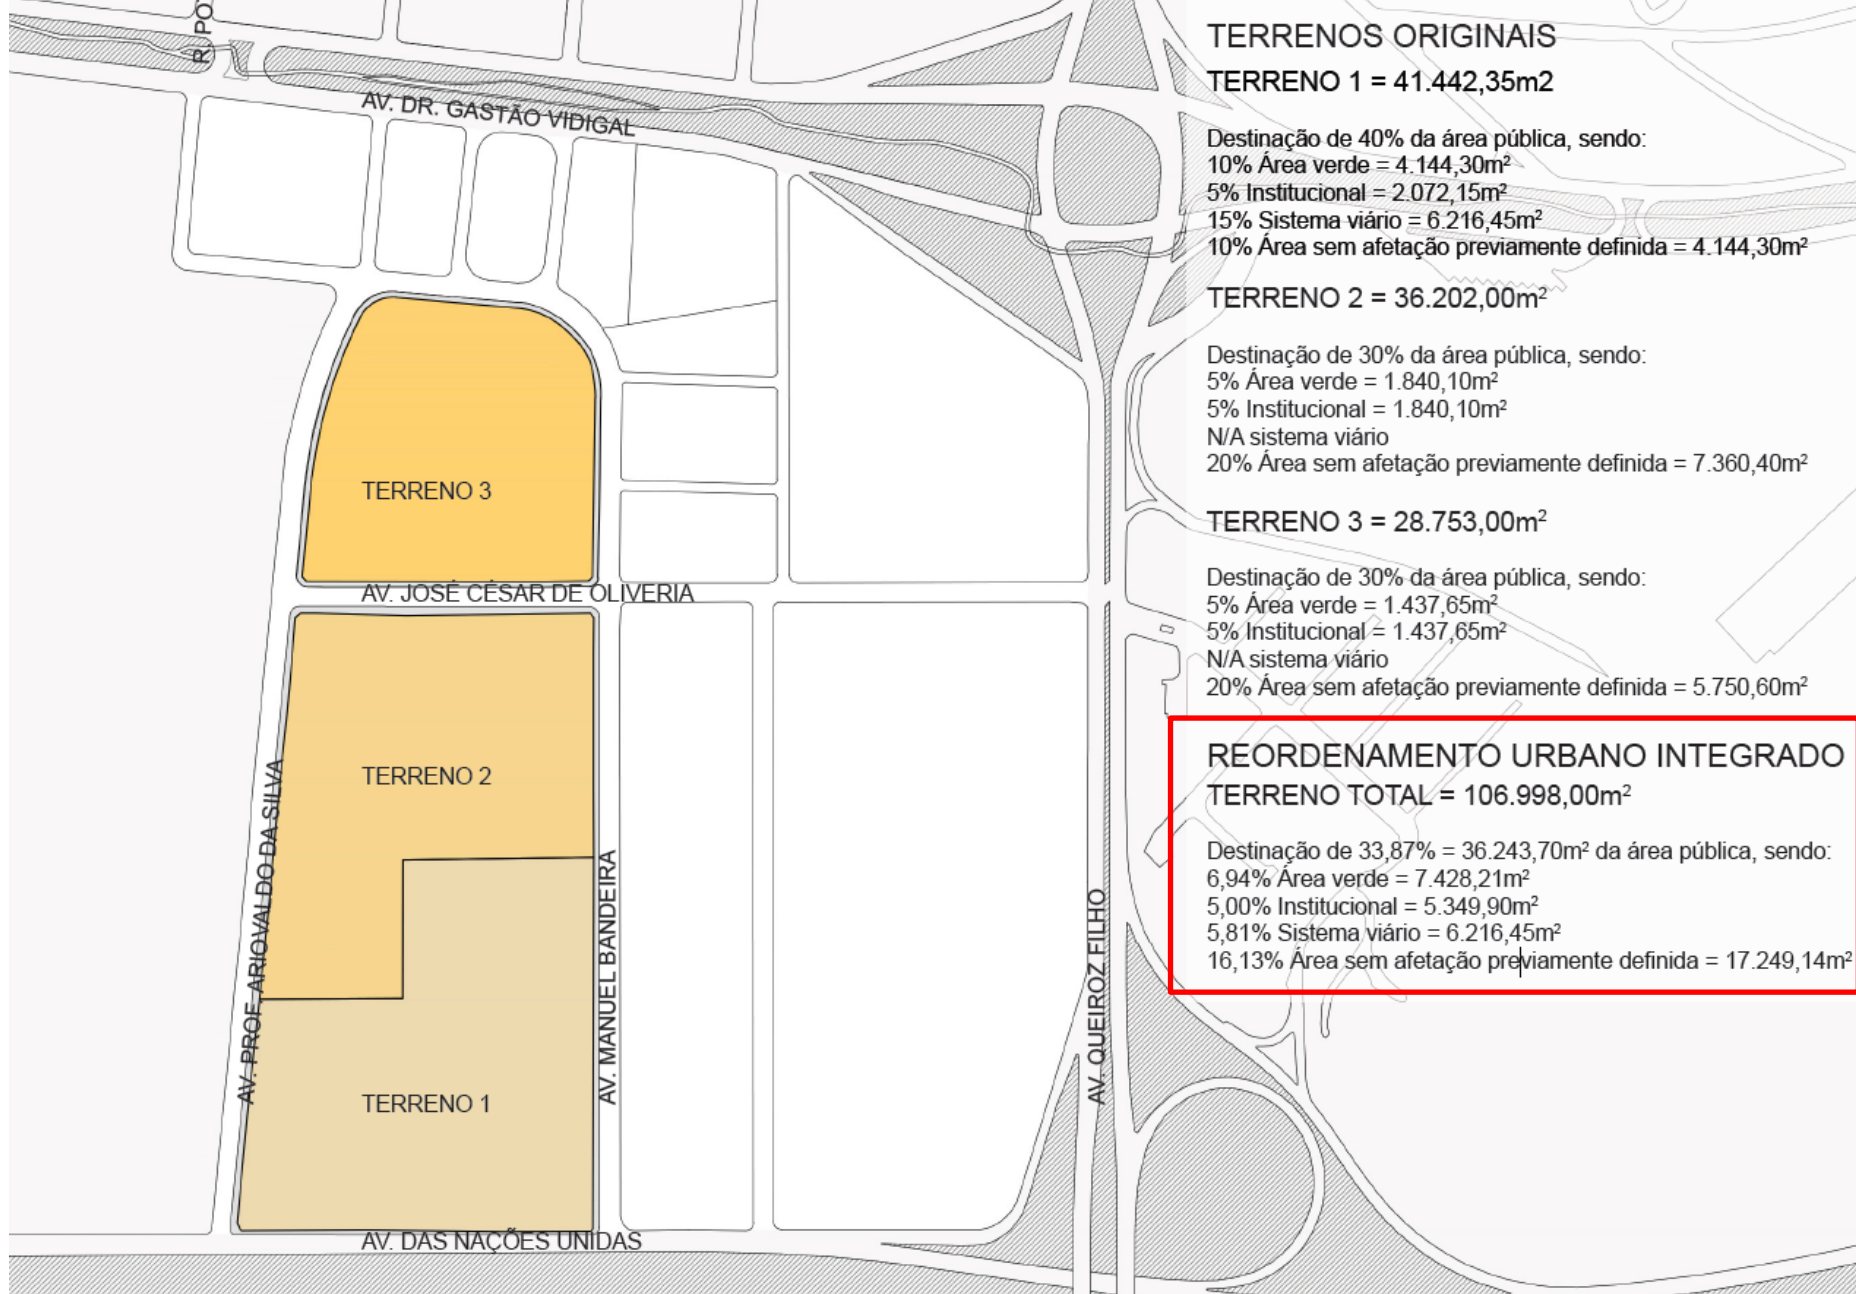 R. PO
AV. DR. GASTÃO VIDIGAL
TERRENO 3
AV. JOSÉ CÉSAR DE OLIVERIA
TERRENO 2
AV. PROF. ARIOVALDO DA SILVA
AV. MANUEL BANDEIRA
TERRENO 1
AV. DAS NAÇÕES UNIDAS
AV. QUEIROZ FILHO
TERRENOS ORIGINAIS
TERRENO 1 = 41.442,35m2
Destinação de 40% da área pública, sendo:
10% Área verde = 4.144,30m²
5% Institucional = 2.072,15m²
15% Sistema viário = 6.216,45m²
10% Área sem afetação previamente definida = 4.144,30m²
TERRENO 2 = 36.202,00m²
Destinação de 30% da área pública, sendo:
5% Área verde = 1.840,10m²
5% Institucional = 1.840,10m²
N/A sistema viário
20% Área sem afetação previamente definida = 7.360,40m²
TERRENO 3 = 28.753,00m²
Destinação de 30% da área pública, sendo:
5% Área verde = 1.437,65m²
5% Institucional = 1.437,65m²
N/A sistema viário
20% Área sem afetação previamente definida = 5.750,60m²
REORDENAMENTO URBANO INTEGRADO
TERRENO TOTAL = 106.998,00m²
Destinação de 33,87% = 36.243,70m² da área pública, sendo:
6,94% Área verde = 7.428,21m²
5,00% Institucional = 5.349,90m²
5,81% Sistema viário = 6.216,45m²
16,13% Área sem afetação previamente definida = 17.249,14m²